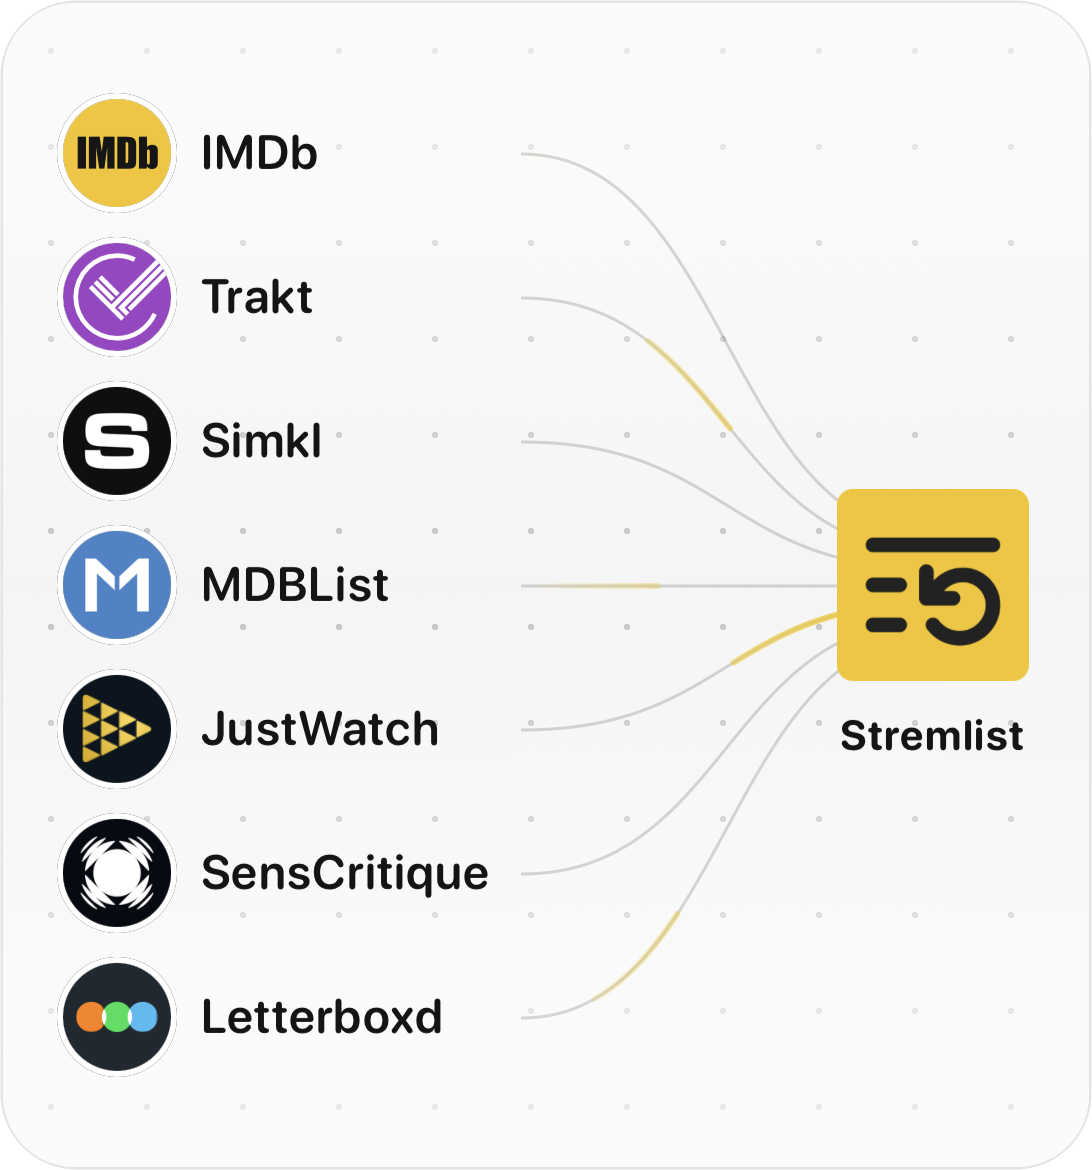 IMDb
IMDb
Trakt
Simkl
MDBList
JustWatch
Stremlist
SensCritique
Letterboxd